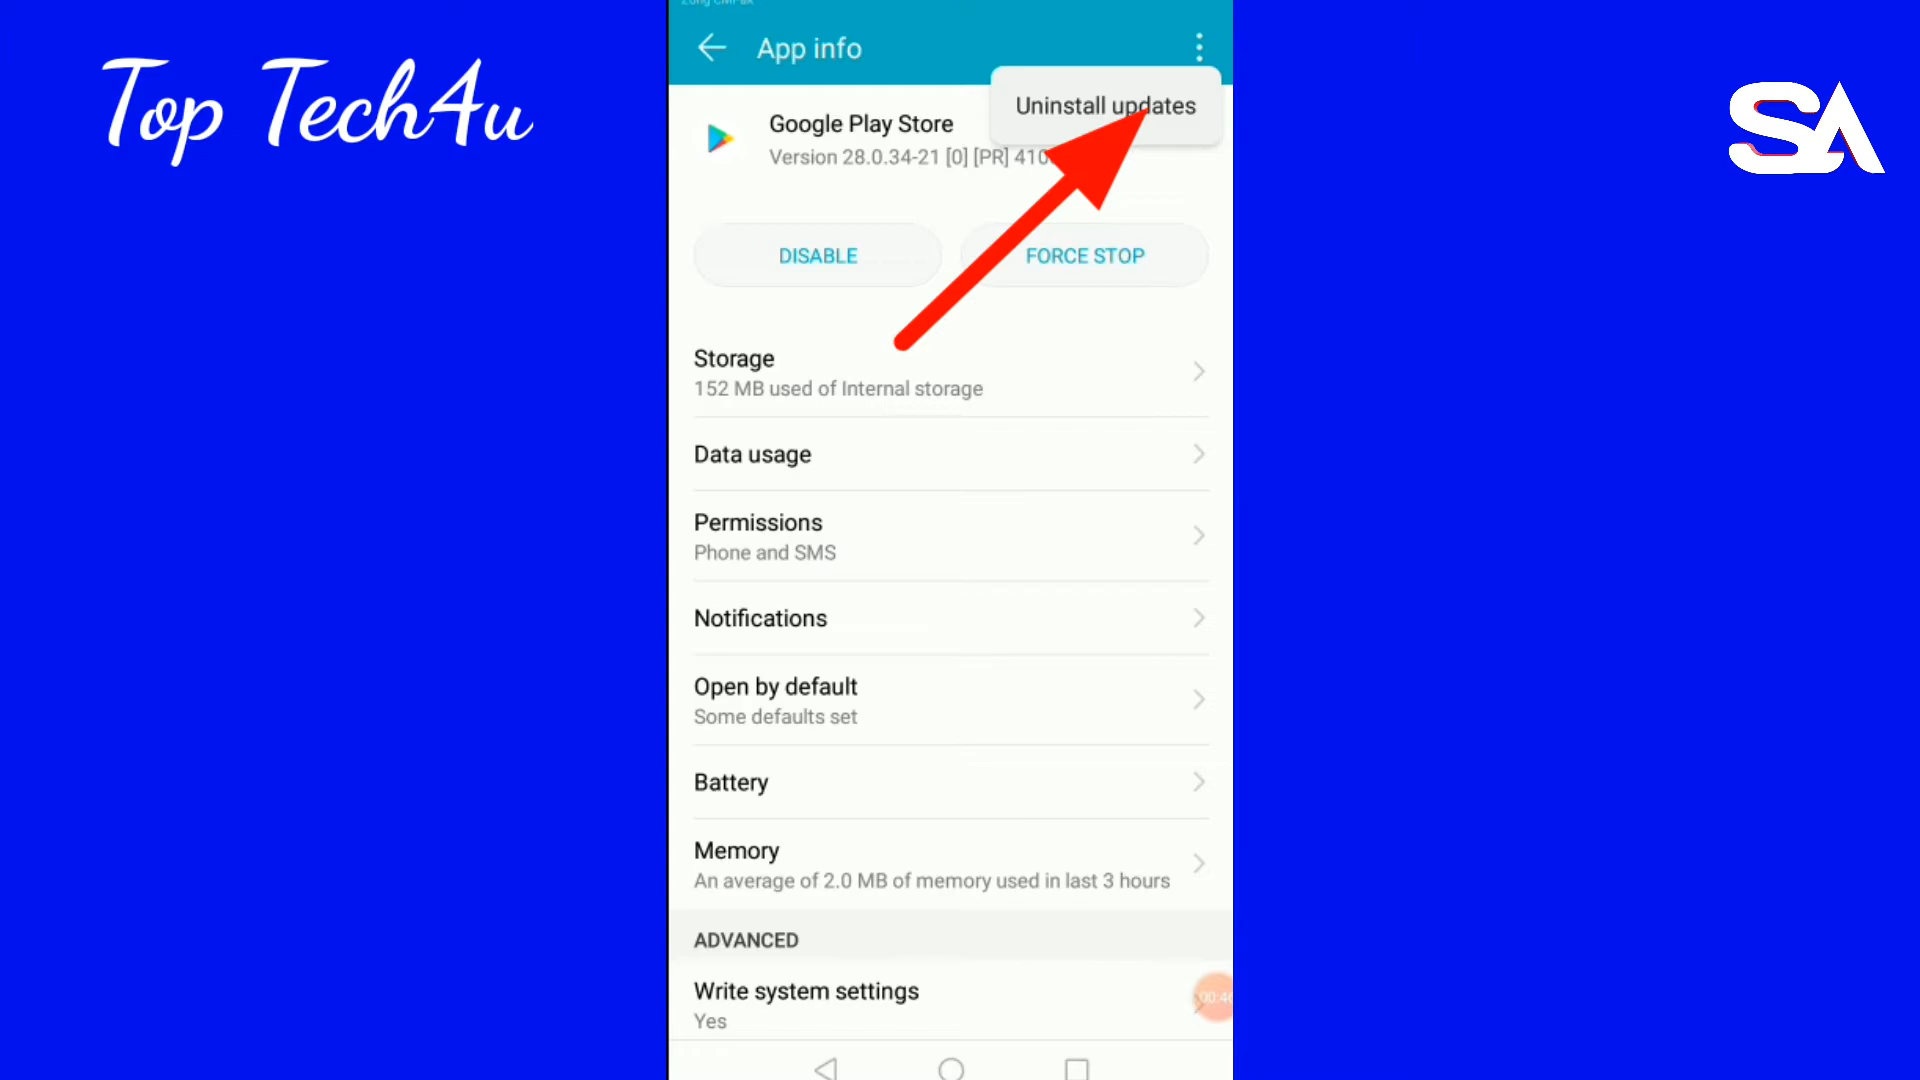 Top Tech4u
SA
App info
Uninstall updates
Google Play Store
Version 28.0.34-21 [0] [PR]
DISABLE
FORCE STOP
Storage
152 MB used of Internal storage
Data usage
Permissions
Phone and SMS
Notifications
Open by default
Some defaults set
Battery
Memory
An average of 2.0 MB of memory used in last 3 hours
ADVANCED
Write system settings
Yes